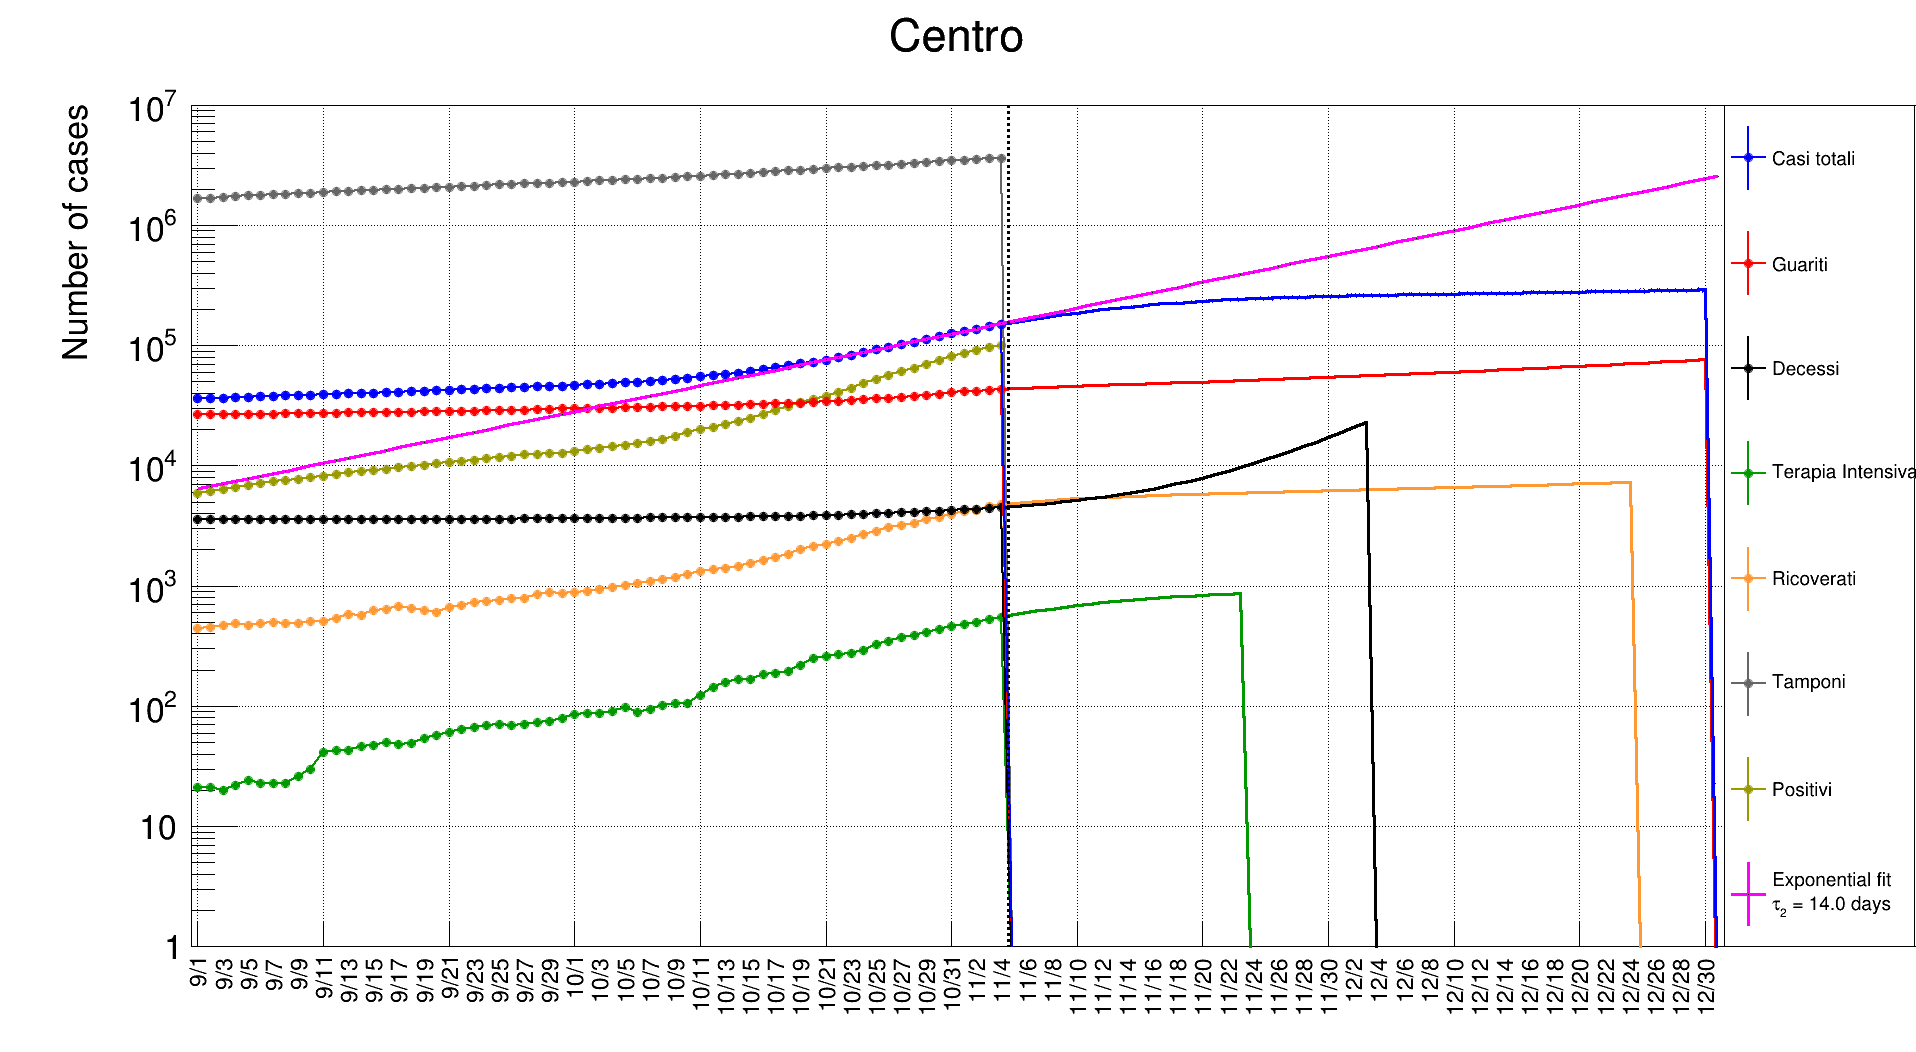 Centro
Number of cases
10^7
10^6
10^5
10^4
10^3
10^2
10
1
9/1 9/3 9/5 9/7 9/9 9/11 9/13 9/15 9/17 9/19 9/21 9/23 9/25 9/27 9/29 10/1 10/3 10/5 10/7 10/9 10/11 10/13 10/15 10/17 10/19 10/21 10/23 10/25 10/27 10/29 10/31 11/2 11/4 11/6 11/8 11/10 11/12 11/14 11/16 11/18 11/20 11/22 11/24 11/26 11/28 11/30 12/2 12/4 12/6 12/8 12/10 12/12 12/14 12/16 12/18 12/20 12/22 12/24 12/26 12/28 12/30
Casi totali
Guariti
Decessi
Terapia Intensiva
Ricoverati
Tamponi
Positivi
Exponential fit
τ_2 = 14.0 days